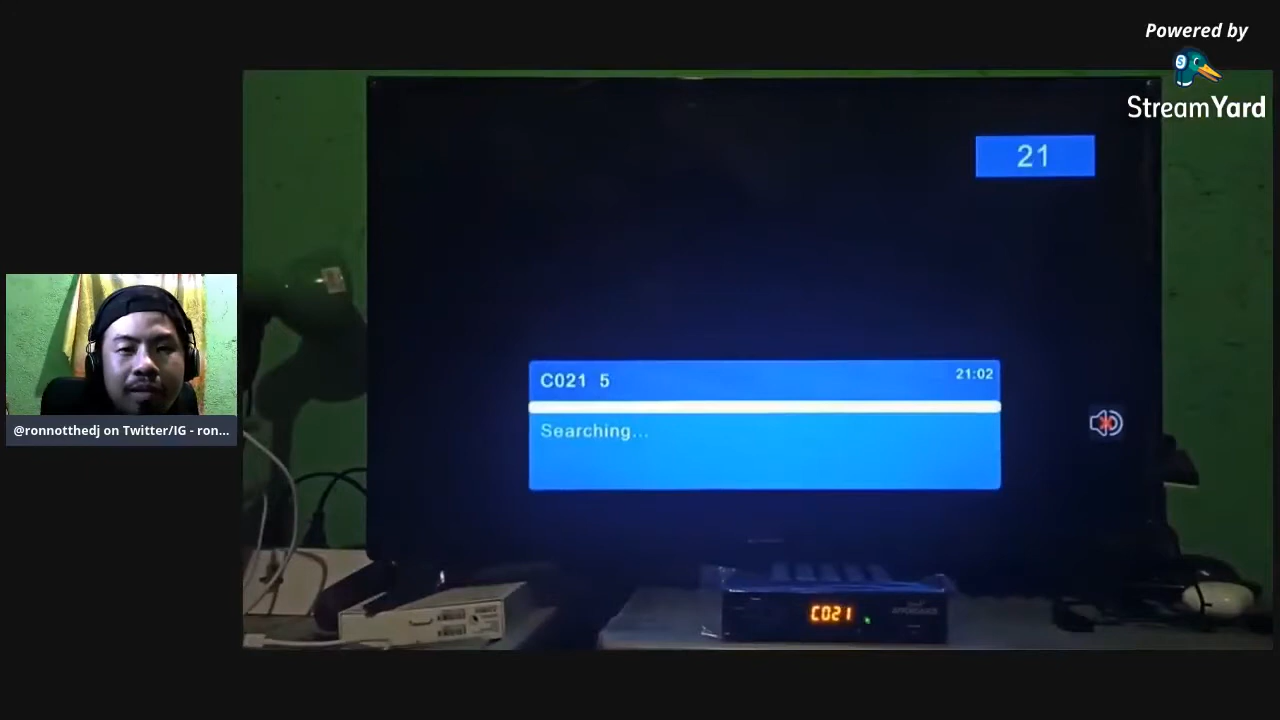 Powered by
StreamYard
21
C021 5
21:02
Searching...
C021
@ronnotthedj on Twitter/IG - ron...